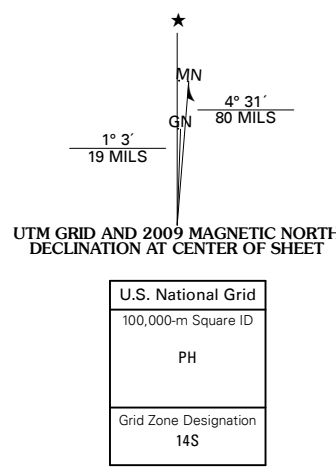 ★
MN
4° 31´
80 MILS
GN
1° 3´
19 MILS
UTM GRID AND 2009 MAGNETIC NORTH
DECLINATION AT CENTER OF SHEET
U.S. National Grid
100,000-m Square ID
PH
Grid Zone Designation
14S